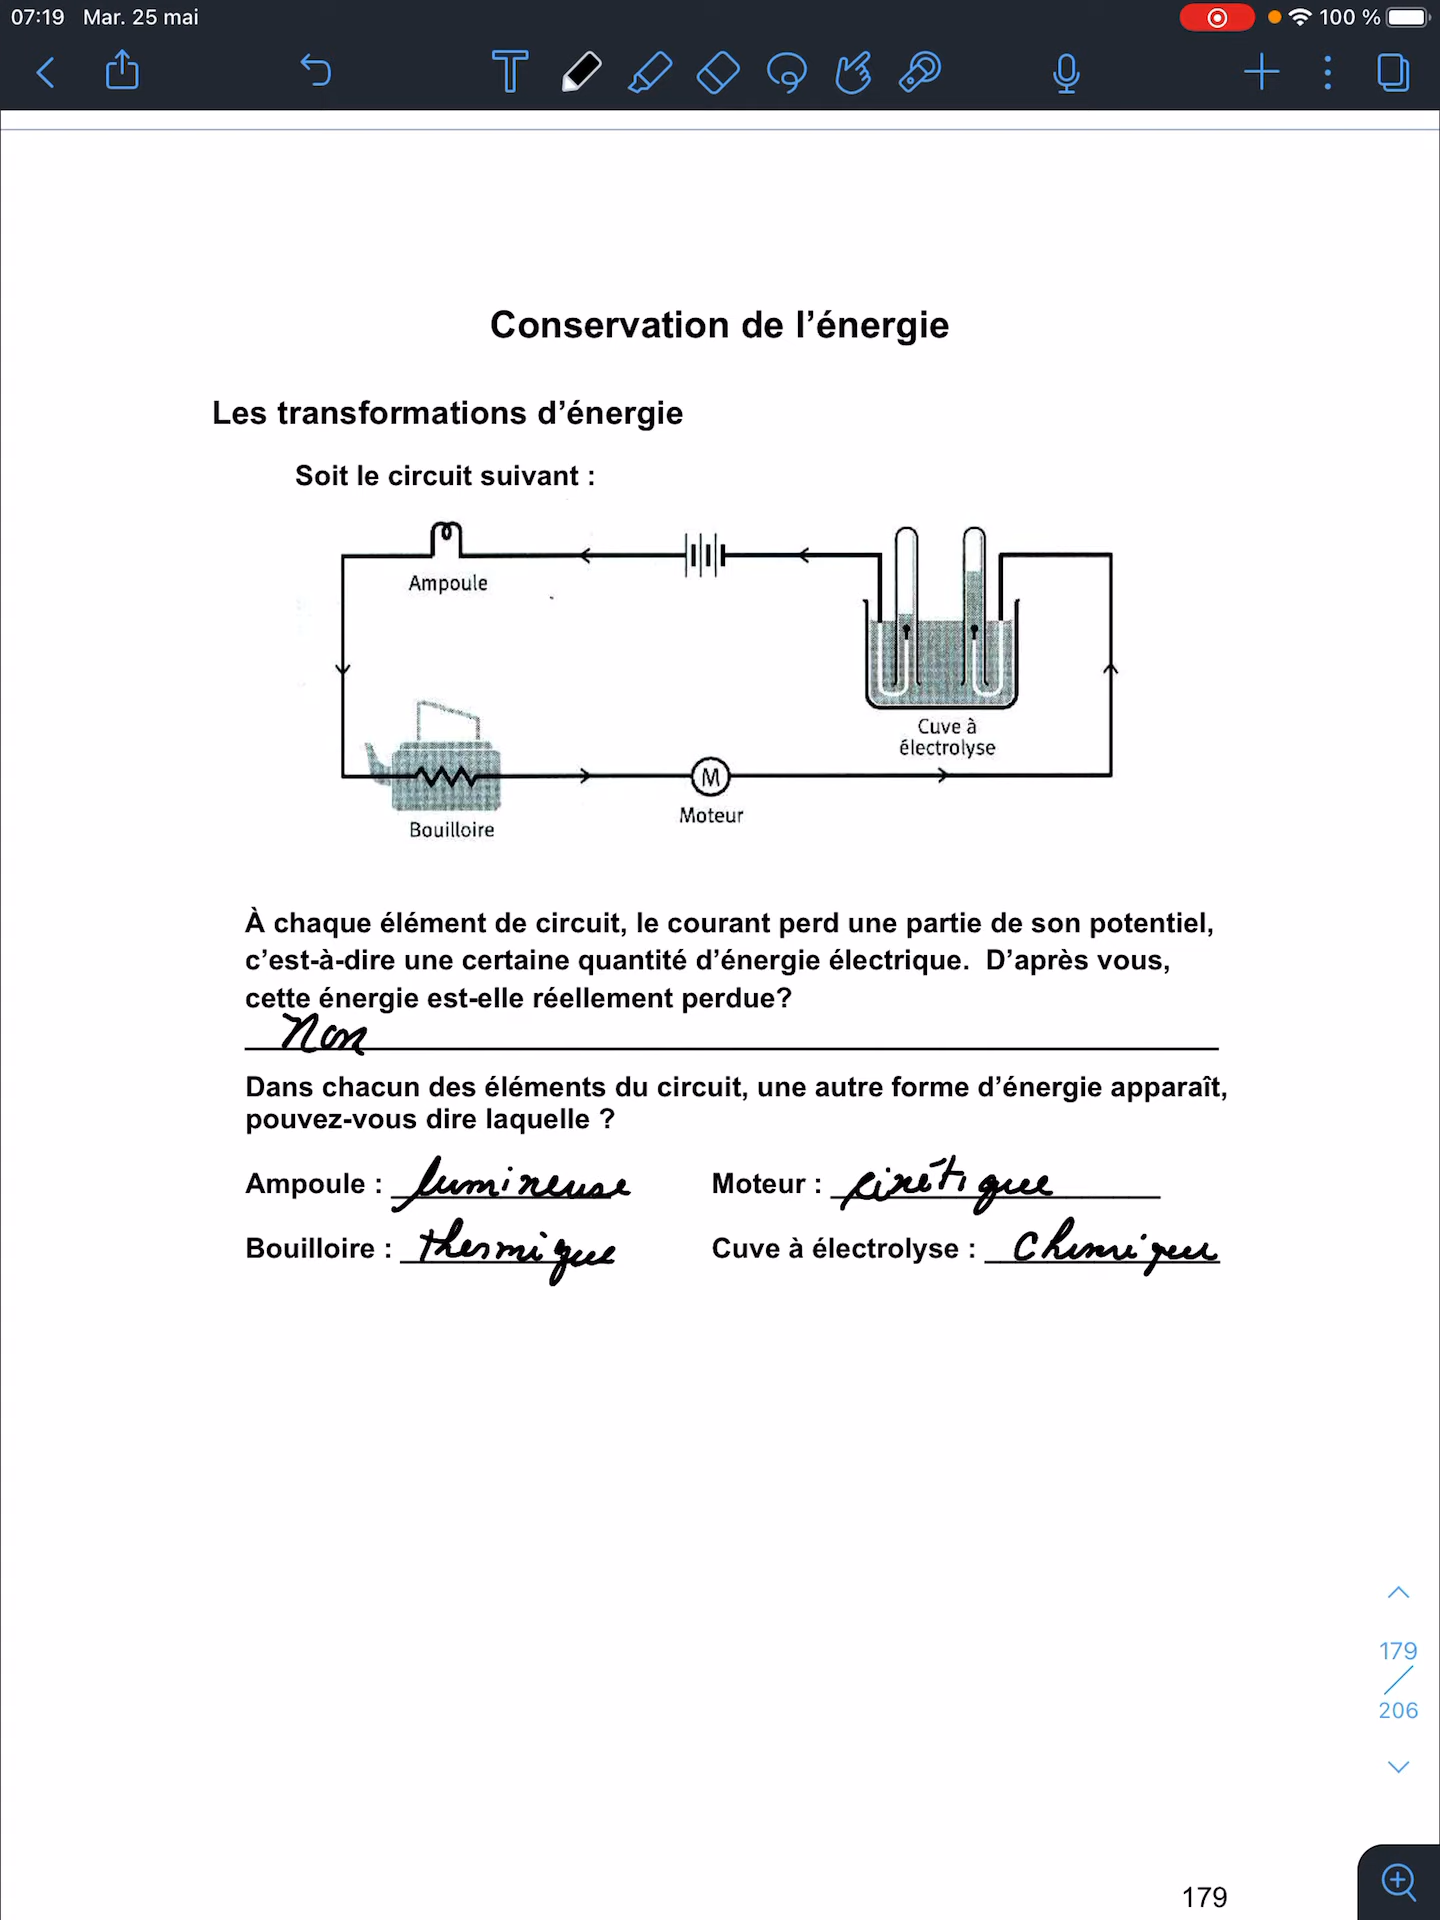 07:19 Mar. 25 mai 100 %
Conservation de l'énergie
Les transformations d'énergie
Soit le circuit suivant :
Ampoule
Cuve à
électrolyse
M
Moteur
Bouilloire
À chaque élément de circuit, le courant perd une partie de son potentiel,
c'est-à-dire une certaine quantité d'énergie électrique. D'après vous,
cette énergie est-elle réellement perdue?
Non
Dans chacun des éléments du circuit, une autre forme d'énergie apparaît,
pouvez-vous dire laquelle ?
Ampoule : lumineuse Moteur : cinétique
Bouilloire : thermique Cuve à électrolyse : Chimique
179
206
179